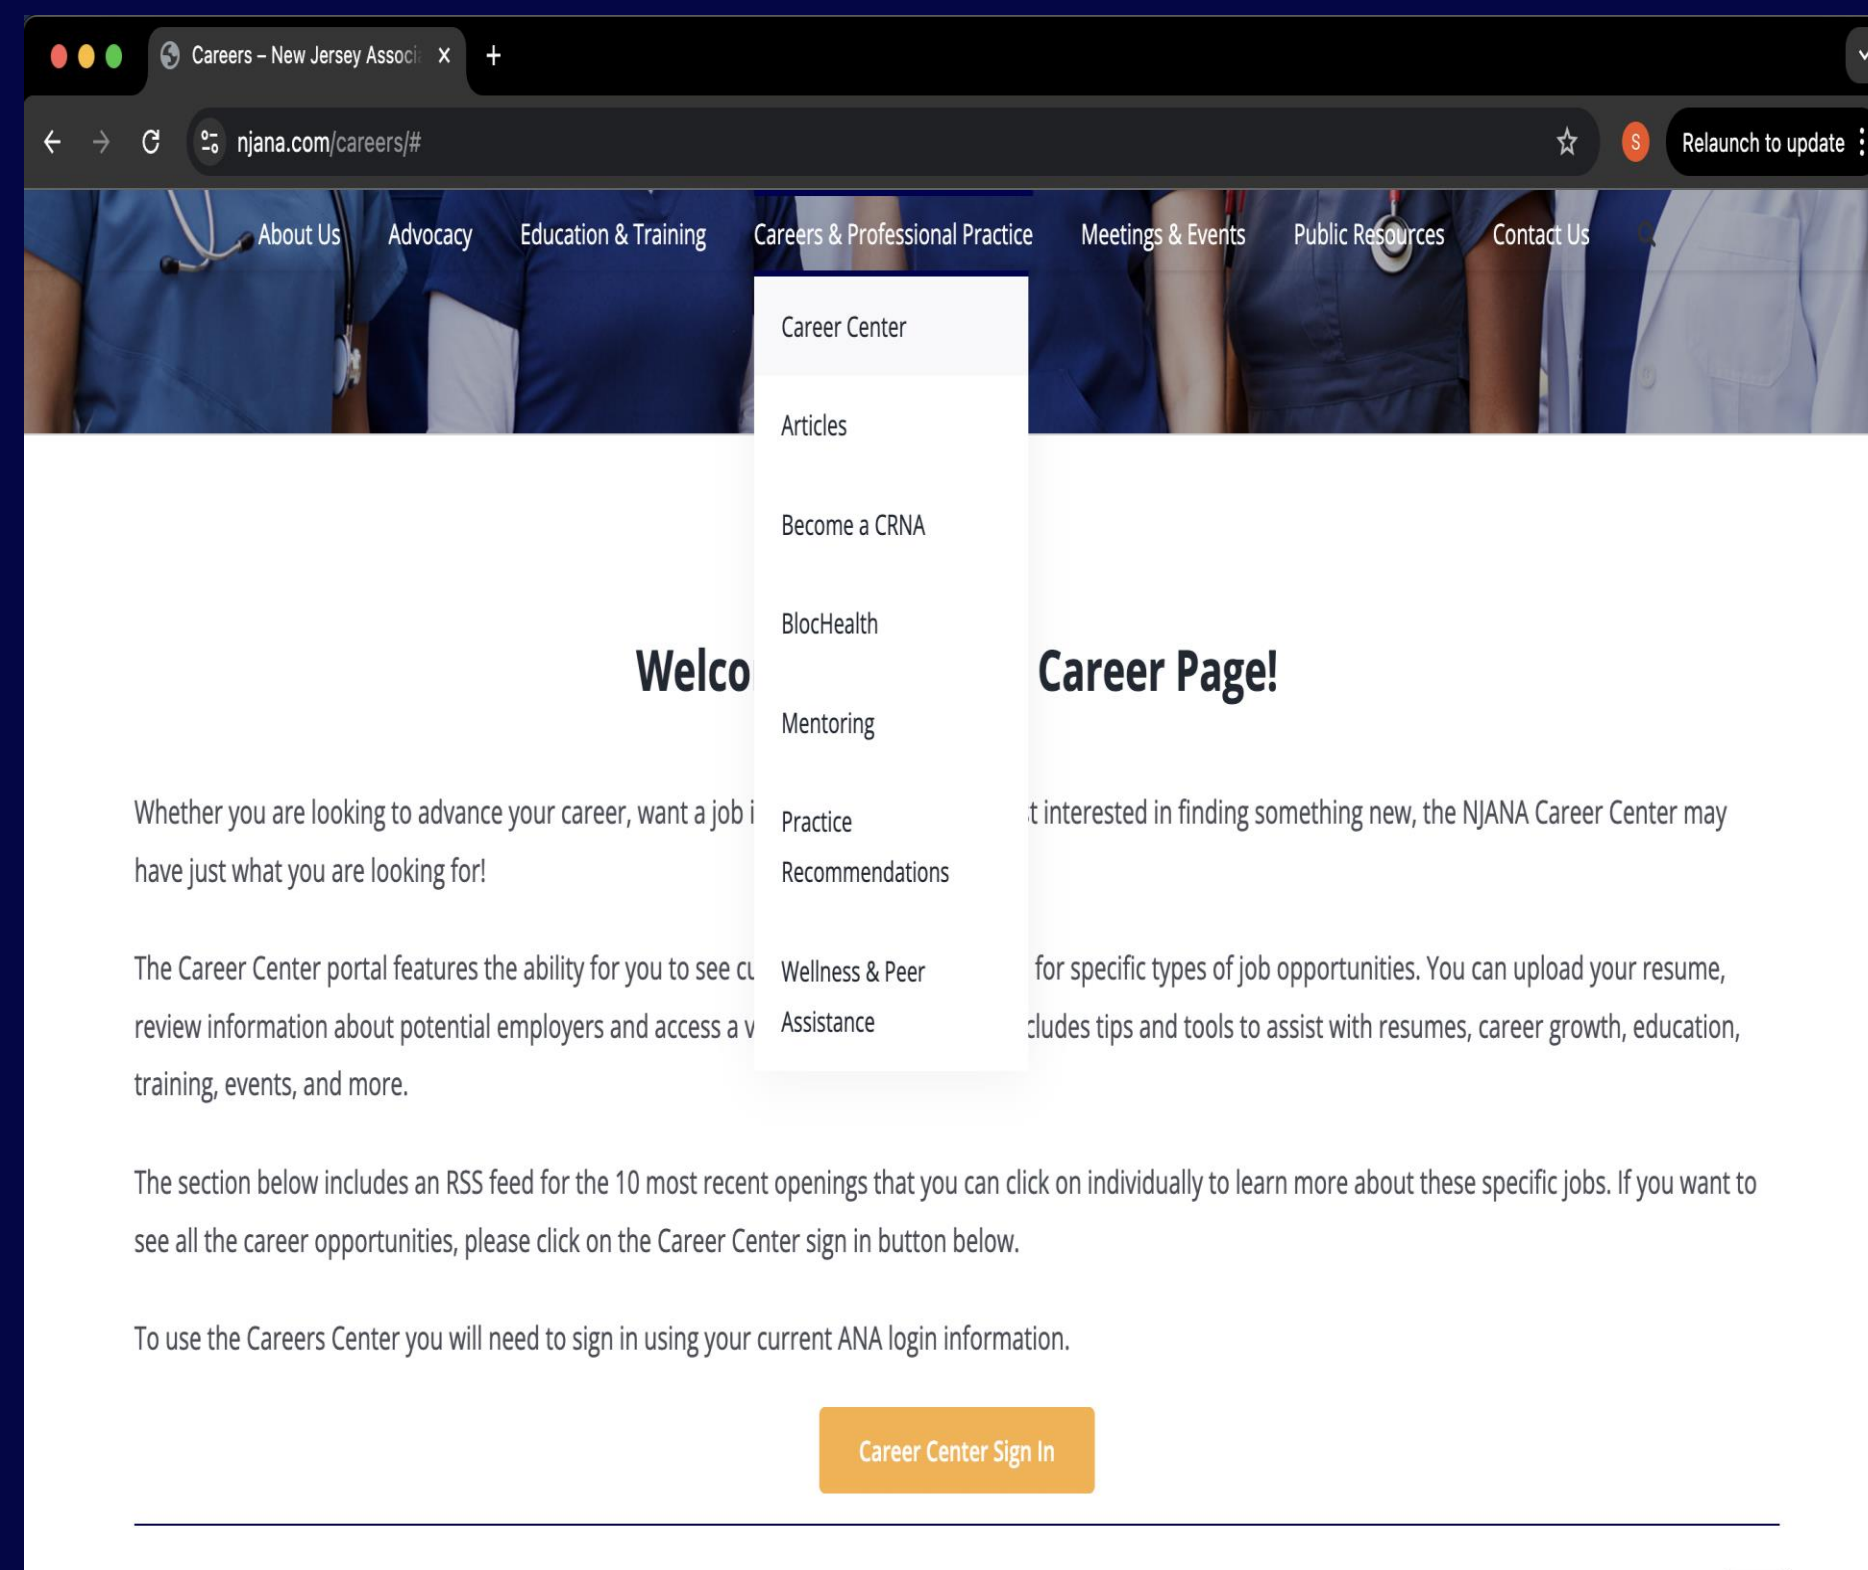 Careers – New Jersey Associ
njana.com/careers/#
S
Relaunch to update
About Us
Advocacy
Education & Training
Careers & Professional Practice
Meetings & Events
Public Resources
Contact Us
Career Center
Articles
Become a CRNA
BlocHealth
Mentoring
Practice
Recommendations
Wellness & Peer
Assistance
Welco Career Page!
Whether you are looking to advance your career, want a job interested in finding something new, the NJANA Career Center may
have just what you are looking for!
The Career Center portal features the ability for you to see for specific types of job opportunities. You can upload your resume,
review information about potential employers and access a tips and tools to assist with resumes, career growth, education,
training, events, and more.
The section below includes an RSS feed for the 10 most recent openings that you can click on individually to learn more about these specific jobs. If you want to
see all the career opportunities, please click on the Career Center sign in button below.
To use the Careers Center you will need to sign in using your current ANA login information.
Career Center Sign In